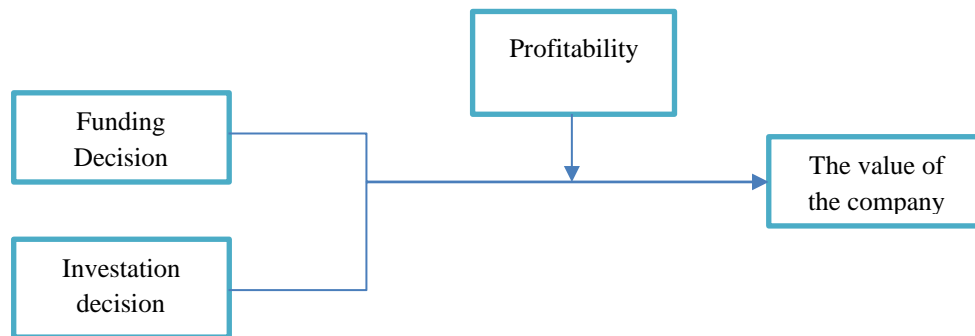 Profitability
Funding
Decision
The value of
the company
Investation
decision